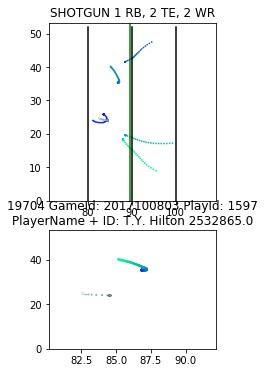 SHOTGUN 1 RB, 2 TE, 2 WR
50
40
30
20
10
0
80 90 100
19704 GameId: 2017100803 PlayId: 1597
PlayerName + ID: T.Y. Hilton 2532865.0
40
20
0
82.5 85.0 87.5 90.0